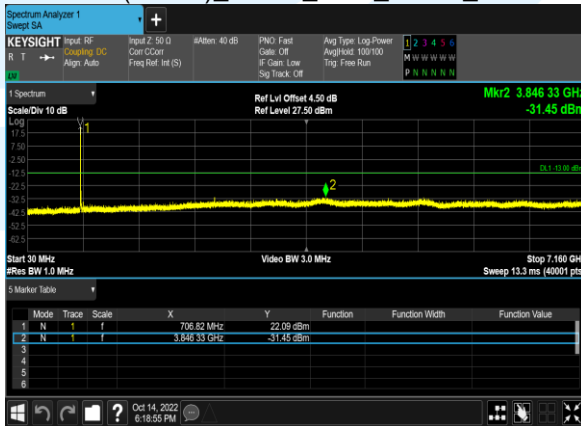 Spectrum Analyzer 1
Swept SA
+
KEYSIGHT
R T
Input: RF
Coupling: DC
Align: Auto
Input Z: 50 Ω
Corr CCorr
Freq Ref: Int (S)
#Atten: 40 dB
PNO: Fast
Gate: Off
IF Gain: Low
Sig Track: Off
Avg Type: Log-Power
Avg|Hold: 100/100
Trig: Free Run
1 2 3 4 5 6
M W W W W W
P N N N N N
1 Spectrum
Scale/Div 10 dB
Ref Lvl Offset 4.50 dB
Ref Level 27.50 dBm
Mkr2 3.846 33 GHz
-31.45 dBm
Log
17.5
7.50
-2.50
-12.5
-22.5
-32.5
-42.5
-52.5
-62.5
1
2
DL1 -13.00 dBm
Start 30 MHz
#Res BW 1.0 MHz
Video BW 3.0 MHz
Stop 7.160 GHz
Sweep 13.3 ms (40001 pts)
5 Marker Table
Mode Trace Scale X Y Function Function Width Function Value
1 N 1 f 706.82 MHz 22.09 dBm
2 N 1 f 3.846 33 GHz -31.45 dBm
3
4
5
6
?
Oct 14, 2022
6:18:55 PM